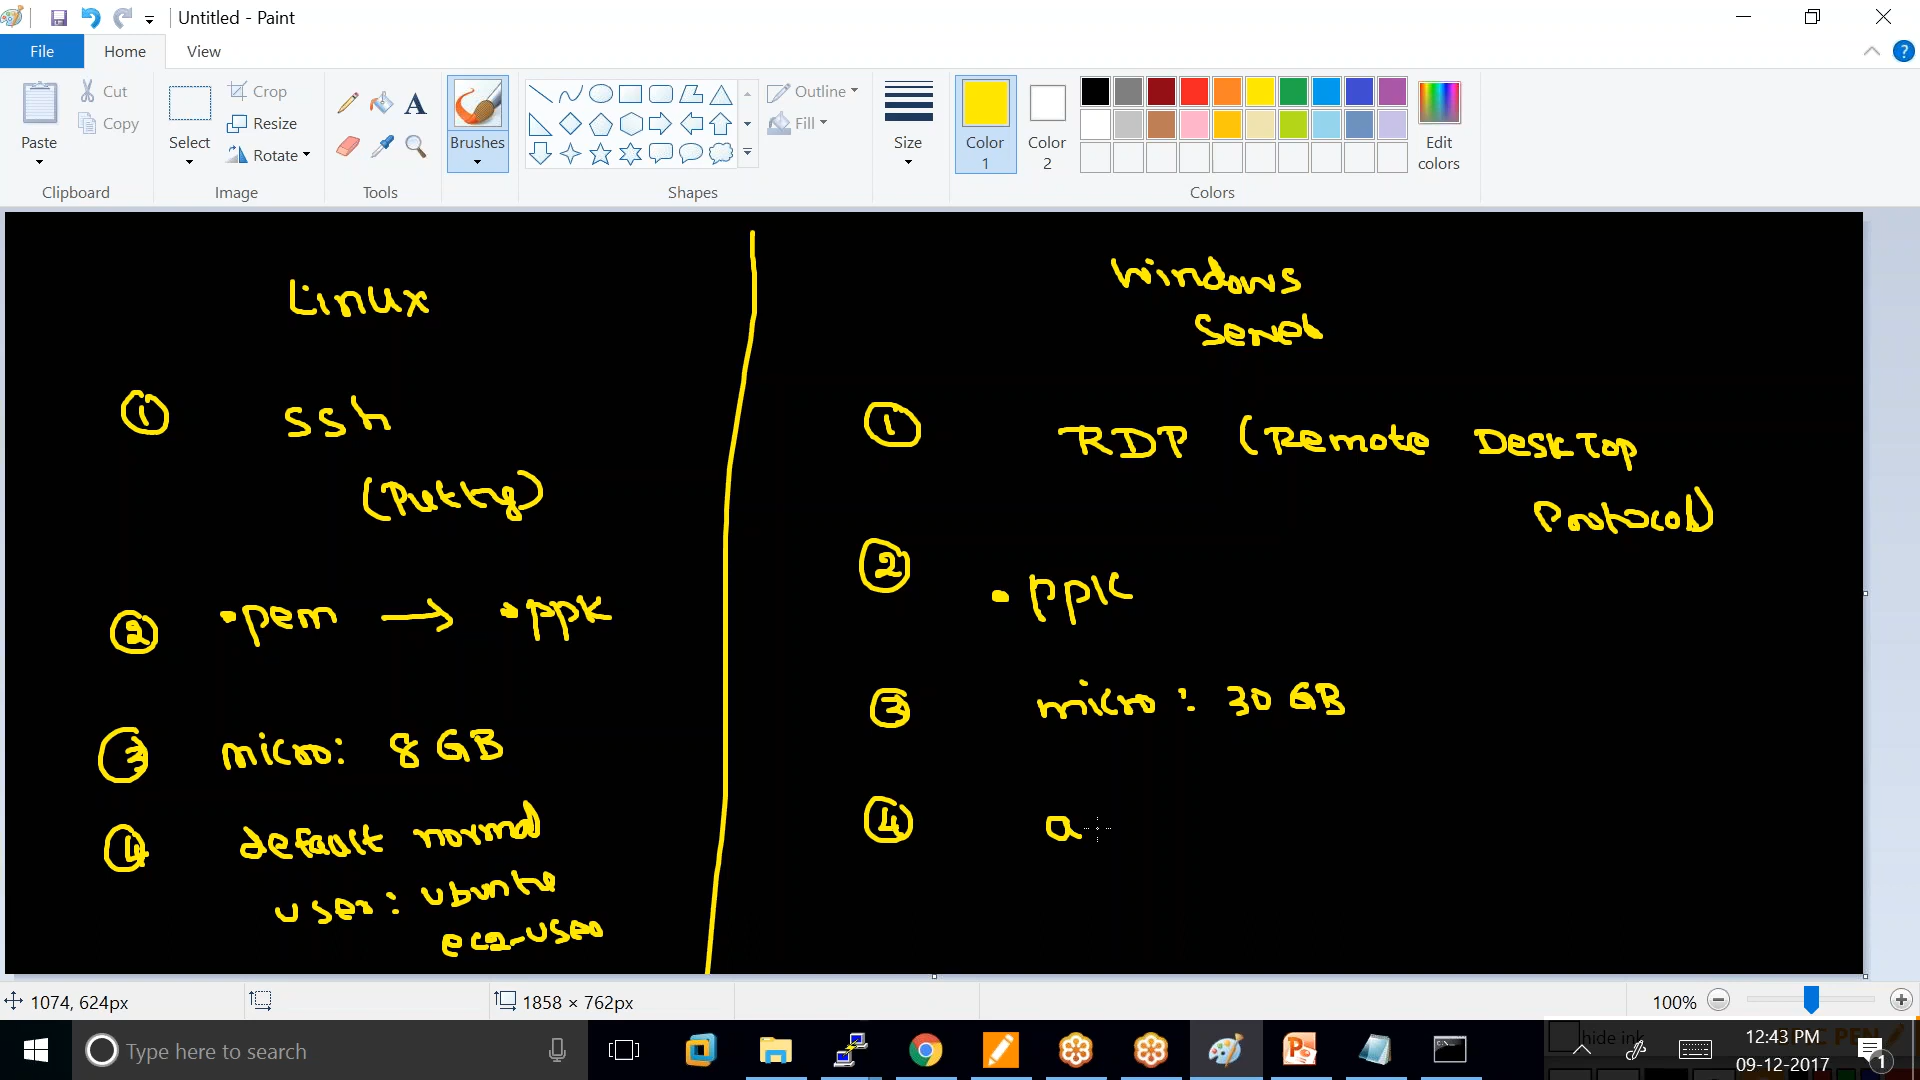 Untitled - Paint
File Home View
Paste Cut Copy Clipboard
Select Crop Resize Rotate Image
Tools
Brushes
Shapes
Outline Fill
Size
Color 1 Color 2 Edit colors
Colors
Linux
① ssh
(Putty)
② .pem → .ppk
③ micro: 8 GB
④ default normal
user: ubuntu
ec2-user
Windows
Server
① RDP (Remote Desktop
Protocol)
② .ppk
③ micro: 30 GB
④ a
1074, 624px 1858 × 762px 100%
Type here to search
hide ink
12:43 PM
09-12-2017
1